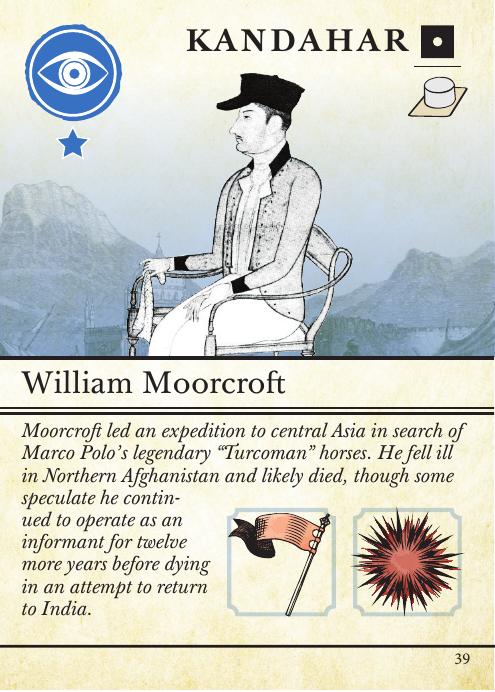 KANDAHAR
William Moorcroft
Moorcroft led an expedition to central Asia in search of
Marco Polo's legendary “Turcoman” horses. He fell ill
in Northern Afghanistan and likely died, though some
speculate he contin-
ued to operate as an
informant for twelve
more years before dying
in an attempt to return
to India.
39